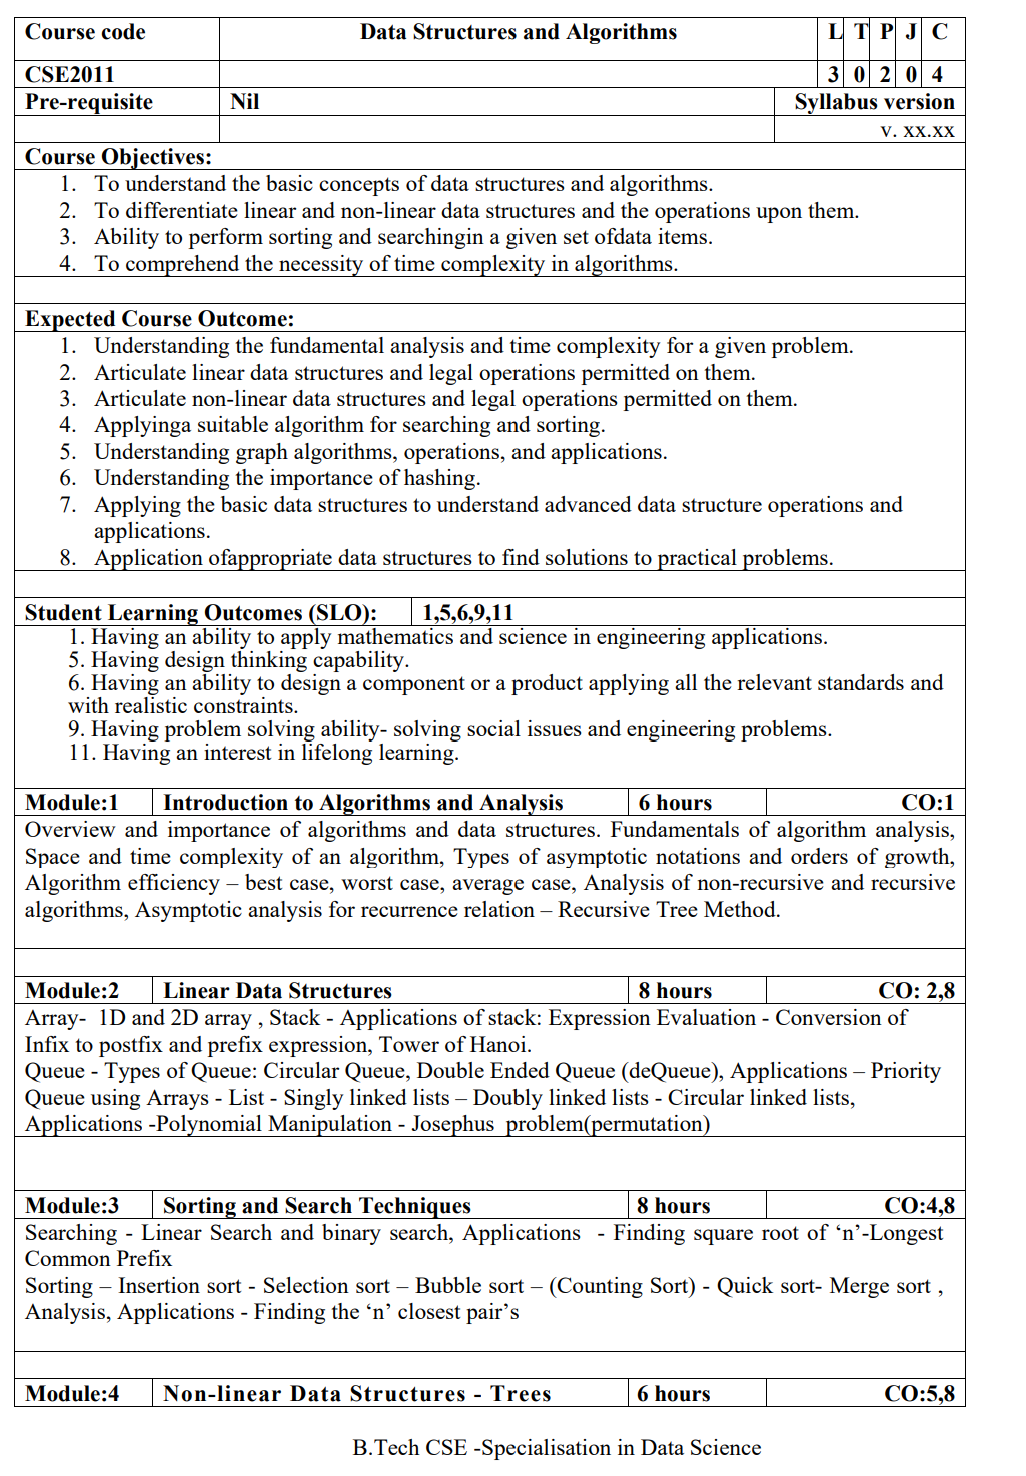 Course code Data Structures and Algorithms L T P J C
CSE2011 3 0 2 0 4
Pre-requisite Nil Syllabus version
v. xx.xx
Course Objectives:
1. To understand the basic concepts of data structures and algorithms.
2. To differentiate linear and non-linear data structures and the operations upon them.
3. Ability to perform sorting and searchingin a given set ofdata items.
4. To comprehend the necessity of time complexity in algorithms.
Expected Course Outcome:
1. Understanding the fundamental analysis and time complexity for a given problem.
2. Articulate linear data structures and legal operations permitted on them.
3. Articulate non-linear data structures and legal operations permitted on them.
4. Applyinga suitable algorithm for searching and sorting.
5. Understanding graph algorithms, operations, and applications.
6. Understanding the importance of hashing.
7. Applying the basic data structures to understand advanced data structure operations and
applications.
8. Application ofappropriate data structures to find solutions to practical problems.
Student Learning Outcomes (SLO): 1,5,6,9,11
1. Having an ability to apply mathematics and science in engineering applications.
5. Having design thinking capability.
6. Having an ability to design a component or a product applying all the relevant standards and
with realistic constraints.
9. Having problem solving ability- solving social issues and engineering problems.
11. Having an interest in lifelong learning.
Module:1 Introduction to Algorithms and Analysis 6 hours CO:1
Overview and importance of algorithms and data structures. Fundamentals of algorithm analysis,
Space and time complexity of an algorithm, Types of asymptotic notations and orders of growth,
Algorithm efficiency – best case, worst case, average case, Analysis of non-recursive and recursive
algorithms, Asymptotic analysis for recurrence relation – Recursive Tree Method.
Module:2 Linear Data Structures 8 hours CO: 2,8
Array- 1D and 2D array , Stack - Applications of stack: Expression Evaluation - Conversion of
Infix to postfix and prefix expression, Tower of Hanoi.
Queue - Types of Queue: Circular Queue, Double Ended Queue (deQueue), Applications – Priority
Queue using Arrays - List - Singly linked lists – Doubly linked lists - Circular linked lists,
Applications -Polynomial Manipulation - Josephus problem(permutation)
Module:3 Sorting and Search Techniques 8 hours CO:4,8
Searching - Linear Search and binary search, Applications - Finding square root of ‘n’-Longest
Common Prefix
Sorting – Insertion sort - Selection sort – Bubble sort – (Counting Sort) - Quick sort- Merge sort ,
Analysis, Applications - Finding the ‘n’ closest pair’s
Module:4 Non-linear Data Structures - Trees 6 hours CO:5,8
B.Tech CSE -Specialisation in Data Science